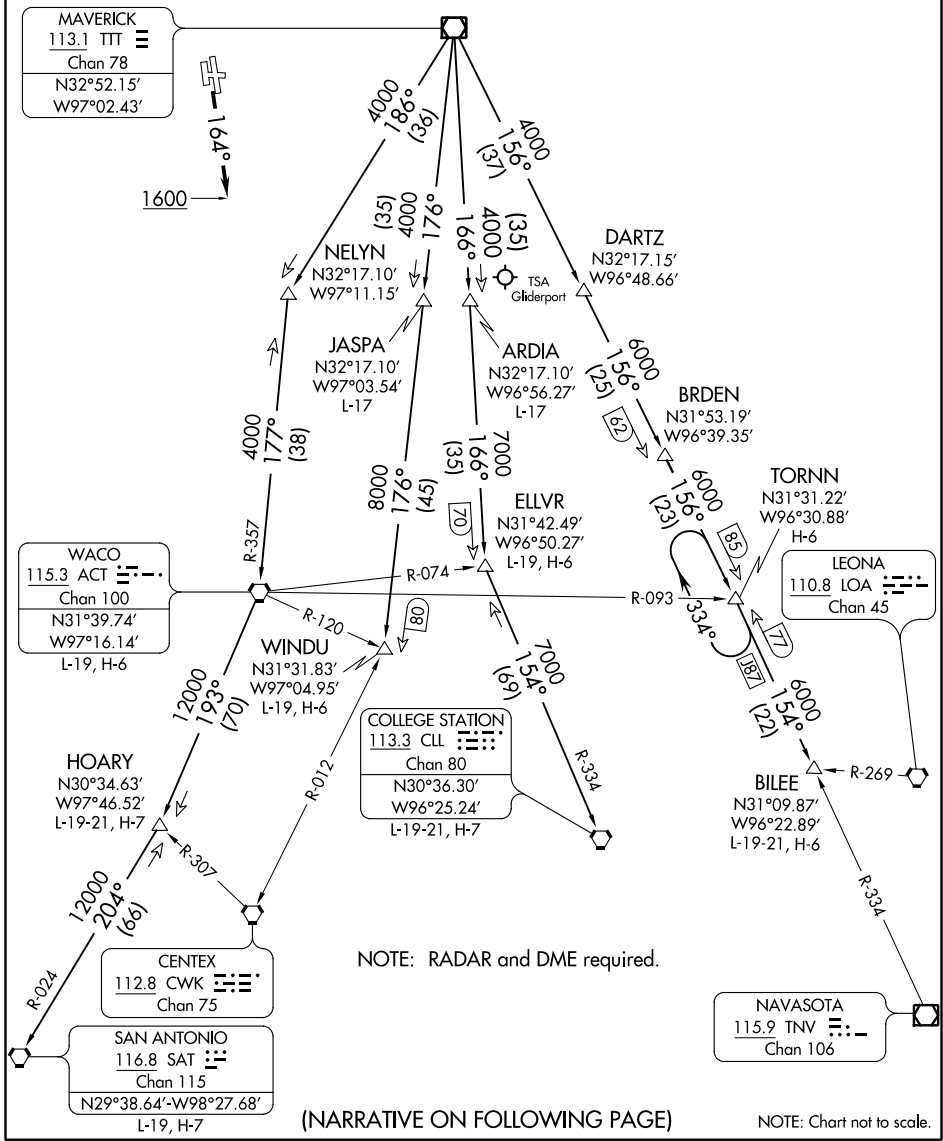 MAVERICK
113.1 TTT
Chan 78
N32°52.15′
W97°02.43′
164°
1600
4000
186°
(36)
(35)
4000
176°
166°
4000
(35)
4000
156°
(37)
NELYN
N32°17.10′
W97°11.15′
JASPA
N32°17.10′
W97°03.54′
L-17
TSA
Gliderport
ARDIA
N32°17.10′
W96°56.27′
L-17
DARTZ
N32°17.15′
W96°48.66′
6000
156°
(25)
62
BRDEN
N31°53.19′
W96°39.35′
4000
177°
(38)
R-357
8000
176°
(45)
7000
166°
(35)
70
ELLVR
N31°42.49′
W96°50.27′
L-19, H-6
6000
156°
(23)
85
TORNN
N31°31.22′
W96°30.88′
H-6
WACO
115.3 ACT
Chan 100
N31°39.74′
W97°16.14′
L-19, H-6
R-074
R-093
R-120
80
WINDU
N31°31.83′
W97°04.95′
L-19, H-6
334°
77
J87
6000
154°
(22)
LEONA
110.8 LOA
Chan 45
7000
154°
(69)
R-334
12000
193°
(70)
R-012
COLLEGE STATION
113.3 CLL
Chan 80
N30°36.30′
W96°25.24′
L-19-21, H-7
BILEE
N31°09.87′
W96°22.89′
L-19-21, H-6
R-269
R-334
HOARY
N30°34.63′
W97°46.52′
L-19-21, H-7
R-307
12000
204°
(66)
R-024
CENTEX
112.8 CWK
Chan 75
NOTE: RADAR and DME required.
NAVASOTA
115.9 TNV
Chan 106
SAN ANTONIO
116.8 SAT
Chan 115
N29°38.64′-W98°27.68′
L-19, H-7
(NARRATIVE ON FOLLOWING PAGE)
NOTE: Chart not to scale.